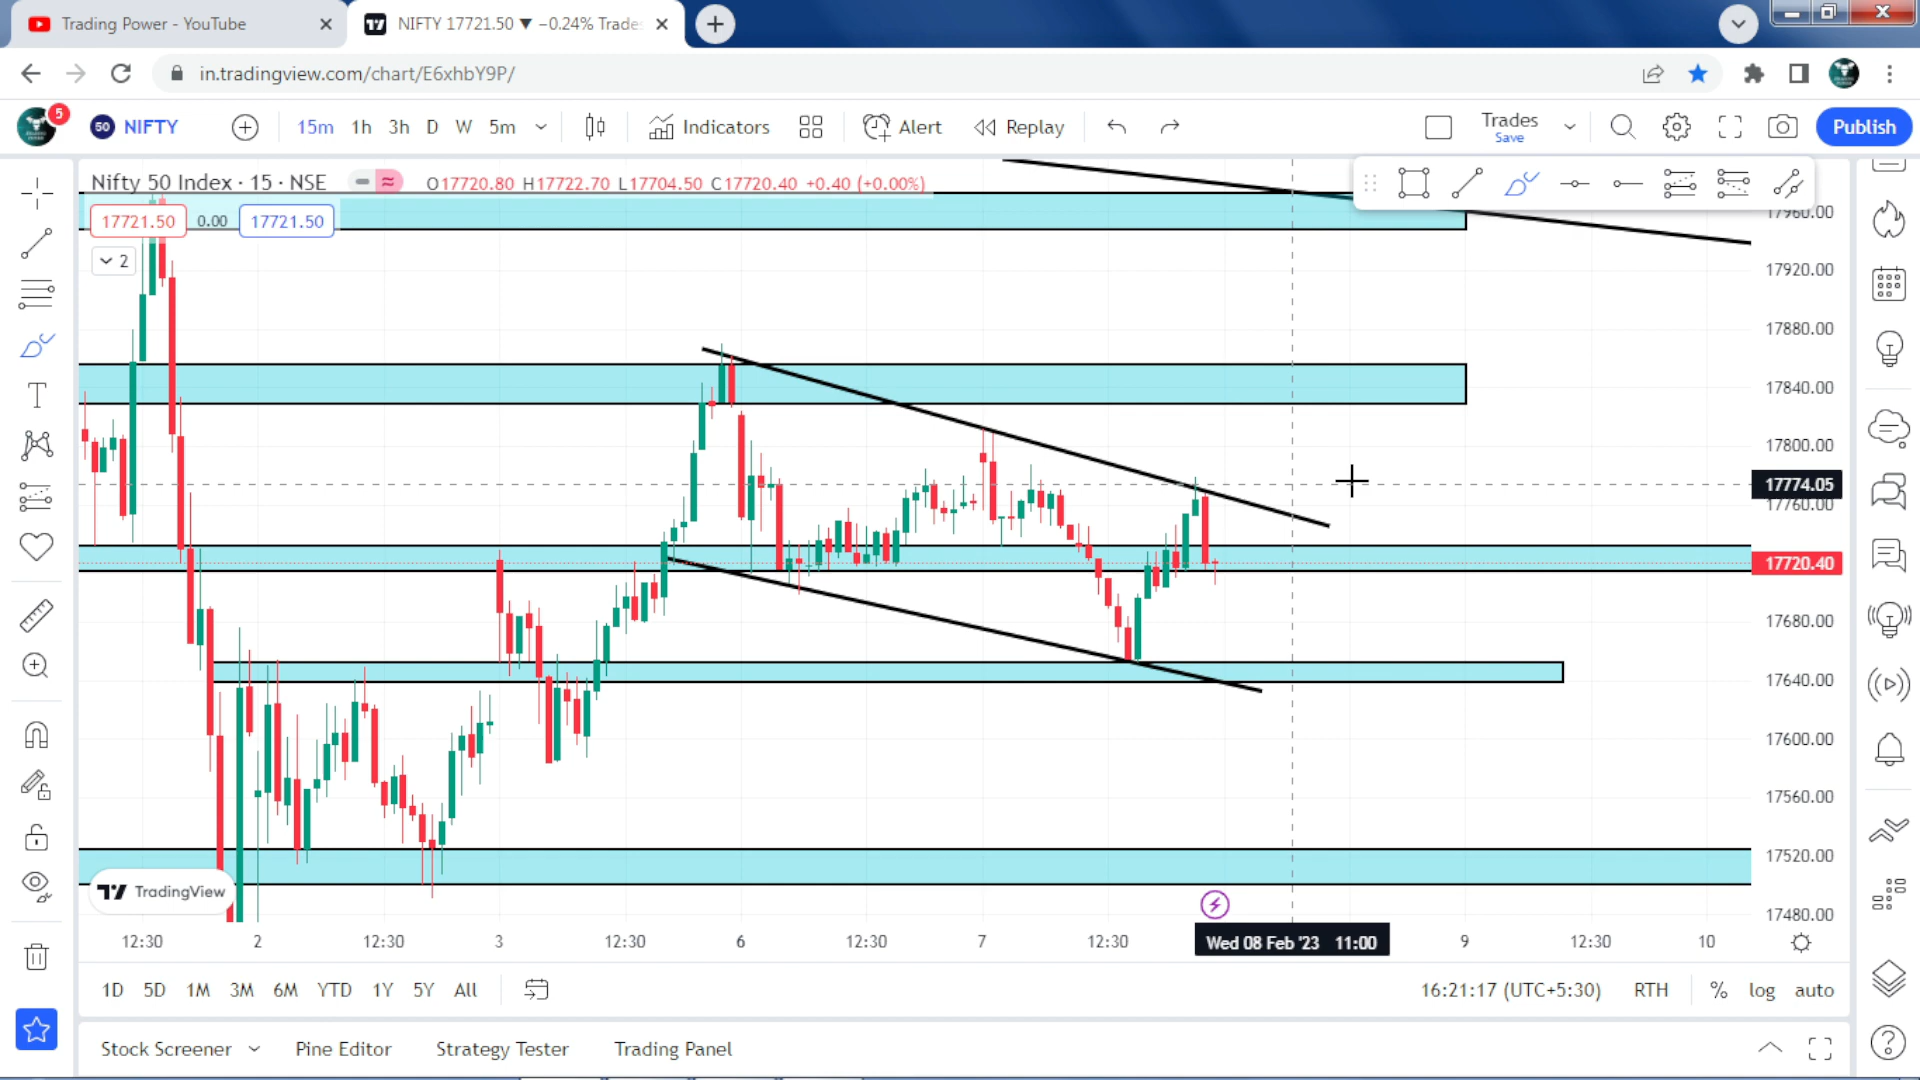 Trading Power - YouTube
NIFTY 17721.50 ▼ −0.24% Trade
in.tradingview.com/chart/E6xhbY9P/
5
50 NIFTY
15m 1h 3h D W 5m
Indicators
Alert
Replay
Trades
Save
Publish
Nifty 50 Index · 15 · NSE
O17720.80 H17722.70 L17704.50 C17720.40 +0.40 (+0.00%)
17721.50 0.00 17721.50
2
17960.00
17920.00
17880.00
17840.00
17800.00
17774.05
17760.00
17720.40
17680.00
17640.00
17600.00
17560.00
17520.00
17480.00
TradingView
12:30 2 12:30 3 12:30 6 12:30 7 12:30 Wed 08 Feb '23 11:00 9 12:30 10
1D 5D 1M 3M 6M YTD 1Y 5Y All
16:21:17 (UTC+5:30) RTH % log auto
Stock Screener Pine Editor Strategy Tester Trading Panel